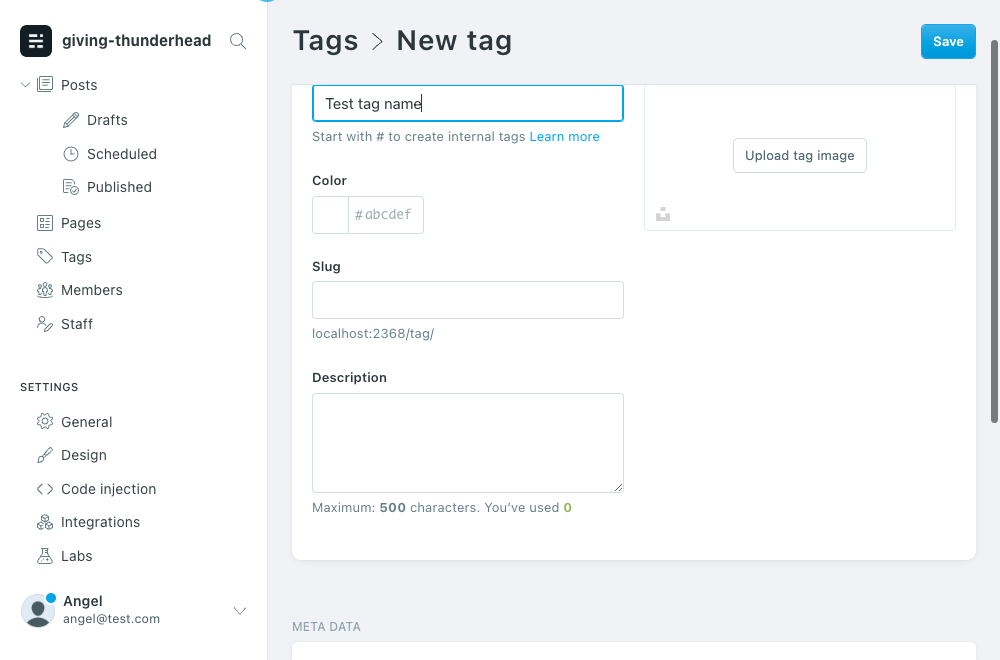 giving-thunderhead
Posts
Drafts
Scheduled
Published
Pages
Tags
Members
Staff
SETTINGS
General
Design
Code injection
Integrations
Labs
Angel
angel@test.com
Tags > New tag
Save
Test tag name
Start with # to create internal tags Learn more
Color
# abcdef
Slug
localhost:2368/tag/
Description
Maximum: 500 characters. You’ve used 0
Upload tag image
META DATA